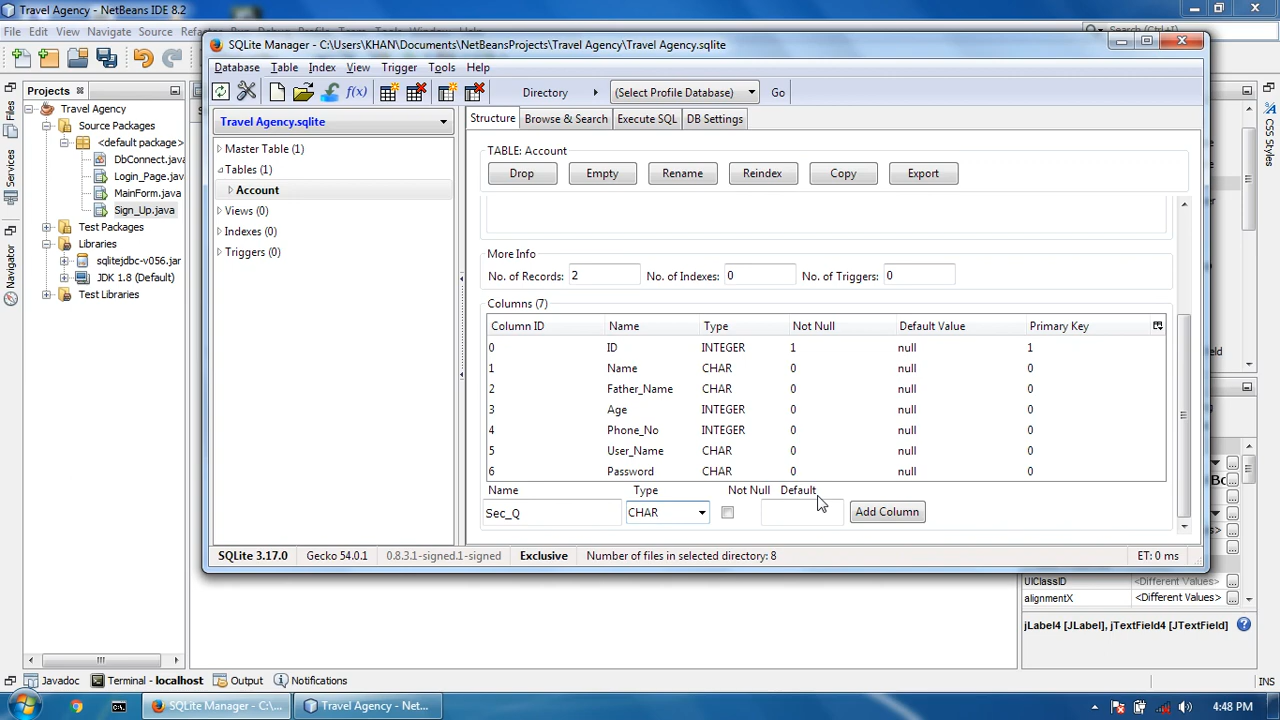 Travel Agency - NetBeans IDE 8.2
File Edit View Navigate Source
SQLite Manager - C:\Users\KHAN\Documents\NetBeansProjects\Travel Agency\Travel Agency.sqlite
Database Table Index View Trigger Tools Help
Directory (Select Profile Database) Go
f(x)
Projects
Travel Agency
Source Packages
<default package>
DbConnect.java
Login_Page.java
MainForm.java
Sign_Up.java
Test Packages
Libraries
sqlitejdbc-v056.jar
JDK 1.8 (Default)
Test Libraries
Files
Services
Navigator
Travel Agency.sqlite
Master Table (1)
Tables (1)
Account
Views (0)
Indexes (0)
Triggers (0)
Structure Browse & Search Execute SQL DB Settings
TABLE: Account
Drop Empty Rename Reindex Copy Export
More Info
No. of Records: 2 No. of Indexes: 0 No. of Triggers: 0
Columns (7)
Column ID Name Type Not Null Default Value Primary Key
0 ID INTEGER 1 null 1
1 Name CHAR 0 null 0
2 Father_Name CHAR 0 null 0
3 Age INTEGER 0 null 0
4 Phone_No INTEGER 0 null 0
5 User_Name CHAR 0 null 0
6 Password CHAR 0 null 0
Name Type Not Null Default
Sec_Q CHAR Add Column
SQLite 3.17.0 Gecko 54.0.1 0.8.3.1-signed.1-signed Exclusive Number of files in selected directory: 8 ET: 0 ms
CSS Styles
UIClassID <Different Values>
alignmentX <Different Values>
jLabel4 [JLabel], jTextField4 [JTextField]
Javadoc Terminal - localhost Output Notifications
INS
SQLite Manager - C:\... Travel Agency - Net... 4:48 PM